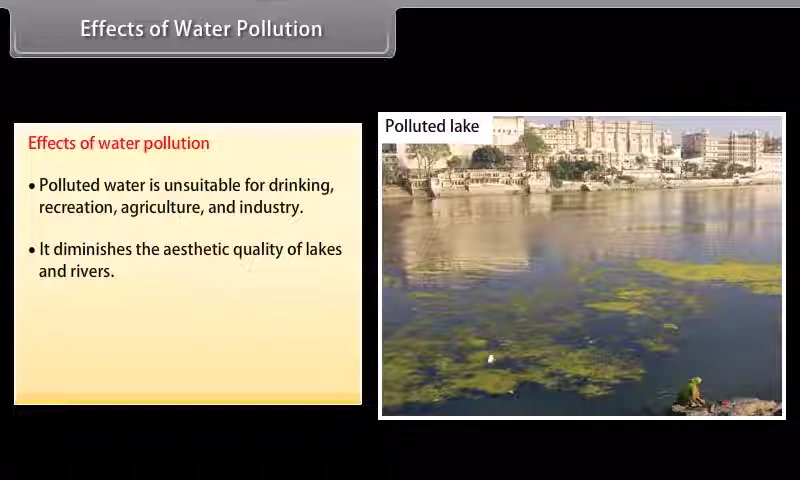 Effects of Water Pollution
Effects of water pollution
• Polluted water is unsuitable for drinking,
recreation, agriculture, and industry.
• It diminishes the aesthetic quality of lakes
and rivers.
Polluted lake